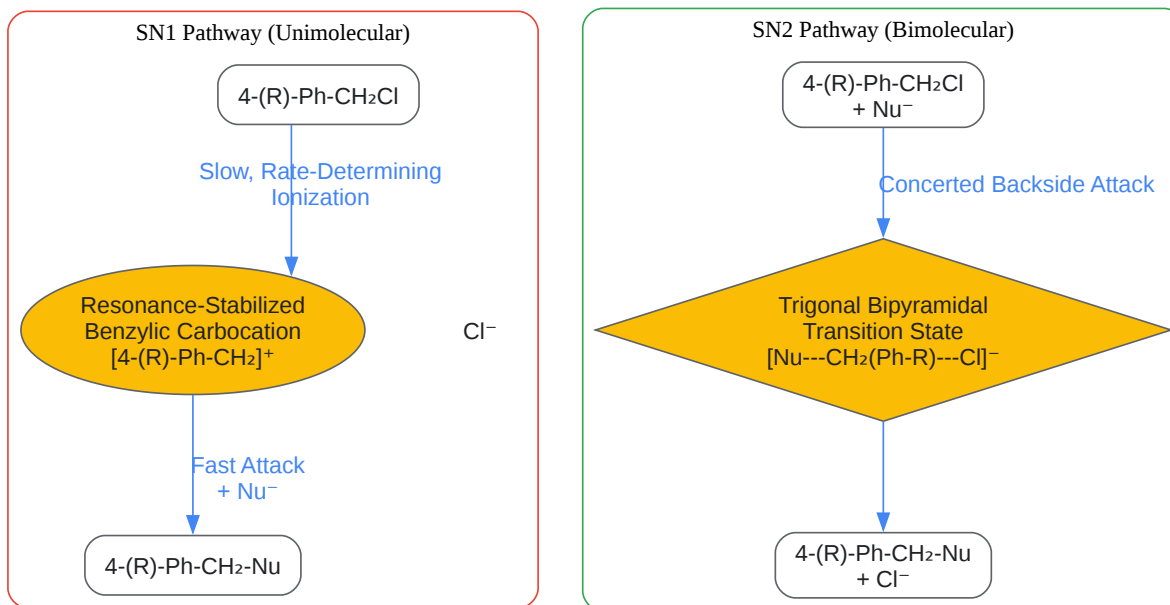 SN1 Pathway (Unimolecular)
4-(R)-Ph-CH₂Cl
Slow, Rate-Determining
Ionization
Resonance-Stabilized
Benzylic Carbocation
[4-(R)-Ph-CH₂]⁺
Cl⁻
Fast Attack
+ Nu⁻
4-(R)-Ph-CH₂-Nu
SN2 Pathway (Bimolecular)
4-(R)-Ph-CH₂Cl
+ Nu⁻
Concerted Backside Attack
Trigonal Bipyramidal
Transition State
[Nu---CH₂(Ph-R)---Cl]⁻
4-(R)-Ph-CH₂-Nu
+ Cl⁻